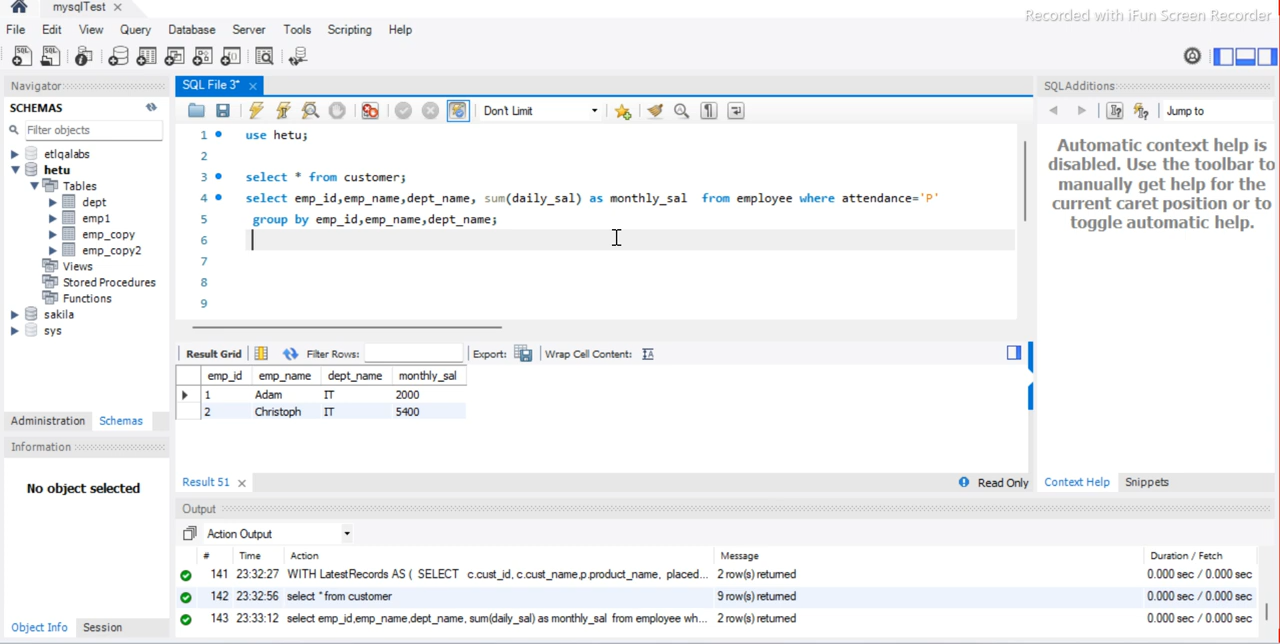 mysqlTest
Recorded with iFun Screen Recorder
File Edit View Query Database Server Tools Scripting Help
Navigator
SCHEMAS
Filter objects
etlqalabs
hetu
Tables
dept
emp1
emp_copy
emp_copy2
Views
Stored Procedures
Functions
sakila
sys
Administration Schemas
Information
No object selected
Object Info Session
SQL File 3*
Don't Limit
1 use hetu;
2
3 select * from customer;
4 select emp_id,emp_name,dept_name, sum(daily_sal) as monthly_sal from employee where attendance='P'
5 group by emp_id,emp_name,dept_name;
6
7
8
9
Result Grid Filter Rows: Export: Wrap Cell Content:
emp_id emp_name dept_name monthly_sal
1 Adam IT 2000
2 Christoph IT 5400
Result 51
Read Only
SQL Additions
Jump to
Automatic context help is
disabled. Use the toolbar to
manually get help for the
current caret position or to
toggle automatic help.
Context Help Snippets
Output
Action Output
# Time Action Message Duration / Fetch
141 23:32:27 WITH LatestRecords AS ( SELECT c.cust_id, c.cust_name,p.product_name, placed... 2 row(s) returned 0.000 sec / 0.000 sec
142 23:32:56 select * from customer 9 row(s) returned 0.000 sec / 0.000 sec
143 23:33:12 select emp_id,emp_name,dept_name, sum(daily_sal) as monthly_sal from employee wh... 2 row(s) returned 0.000 sec / 0.000 sec